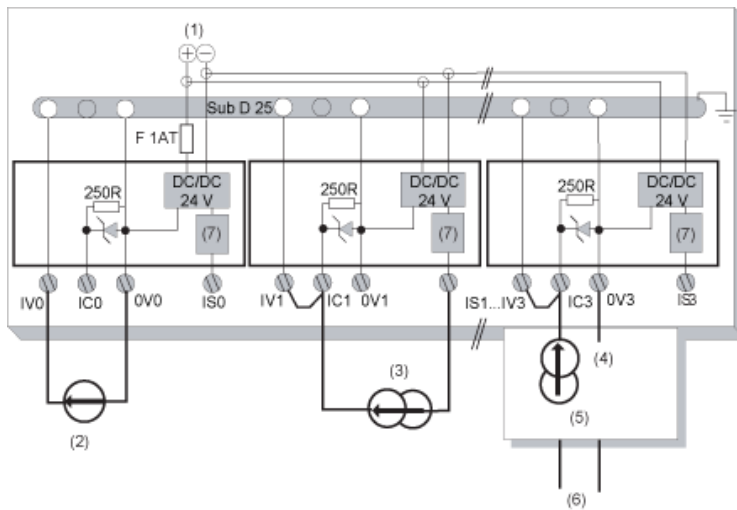 (1)
+ −
Sub D 25
F 1AT
250R DC/DC 24 V (7)
250R DC/DC 24 V (7)
250R DC/DC 24 V (7)
IV0 IC0 0V0 IS0 IV1 IC1 0V1 IS1...IV3 IC3 0V3 IS3
(2)
(3)
(4)
(5)
(6)